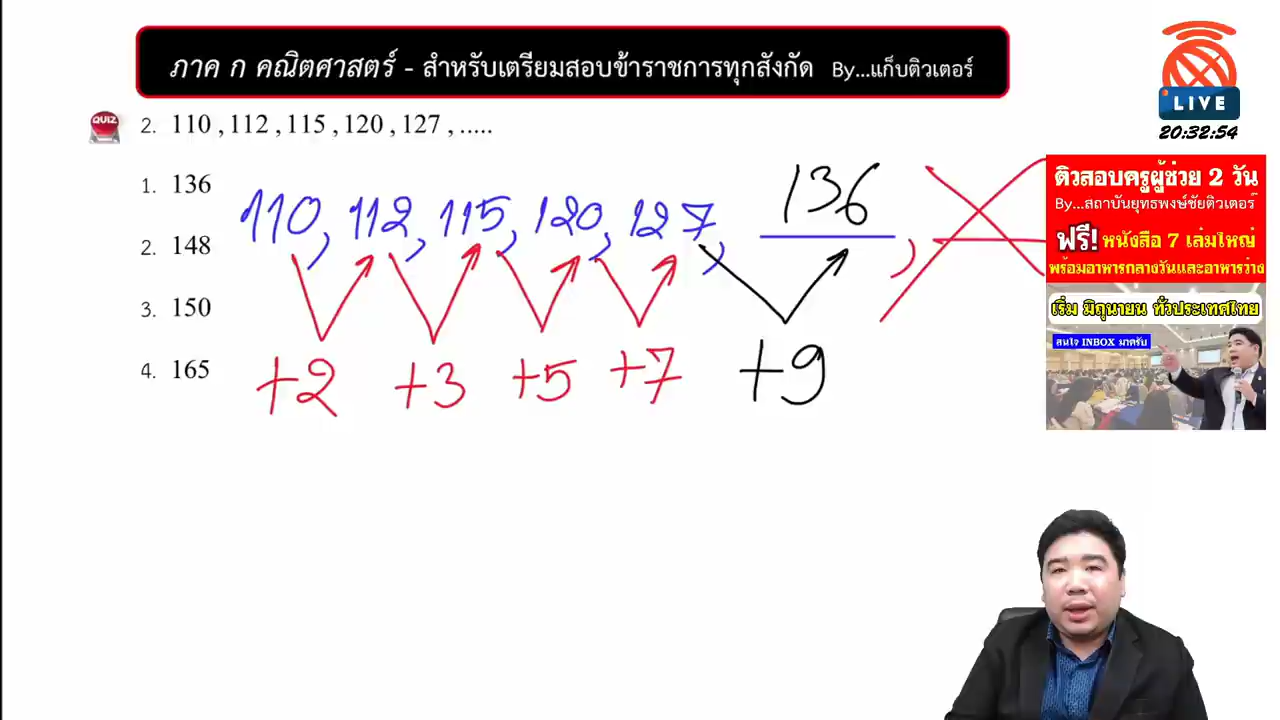 ภาค ก คณิตศาสตร์ - สำหรับเตรียมสอบข้าราชการทุกสังกัด By...แก็บติวเตอร์
LIVE
20:32:54
QUIZ 2. 110 , 112 , 115 , 120 , 127 , .....
1. 136
2. 148
3. 150
4. 165
110, 112, 115, 120, 127, 136,
+2 +3 +5 +7 +9
ติวสอบครูผู้ช่วย 2 วัน
By...สถาบันยุทธพงษ์ชัยติวเตอร์
ฟรี! หนังสือ 7 เล่มใหญ่
พร้อมอาหารกลางวันและอาหารว่าง
เริ่ม มิถุนายน ทั่วประเทศไทย
สนใจ INBOX มาครับ